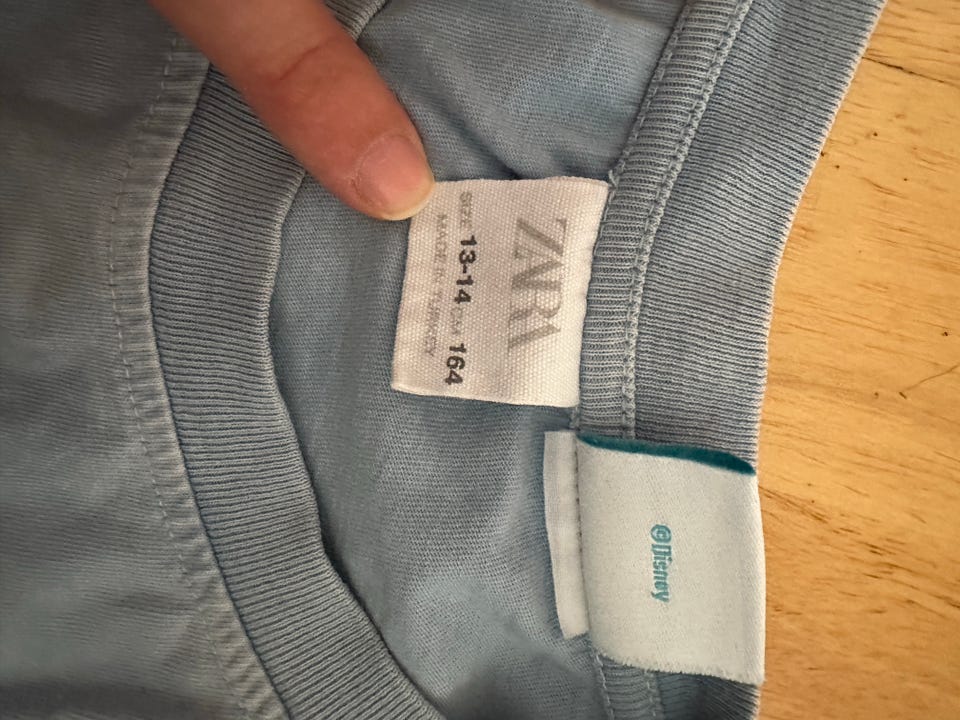 ZARA
SIZE 13-14 CM 164
MADE IN TURKEY
©Disney